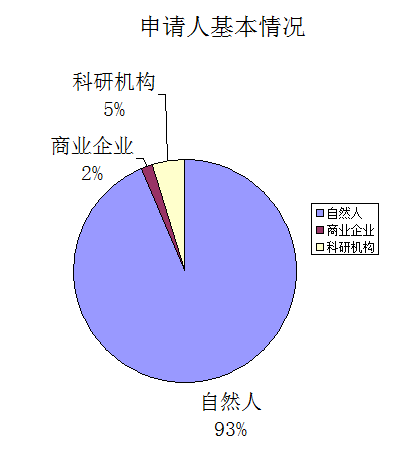 申请人基本情况
科研机构
5%
商业企业
2%
自然人
商业企业
科研机构
自然人
93%